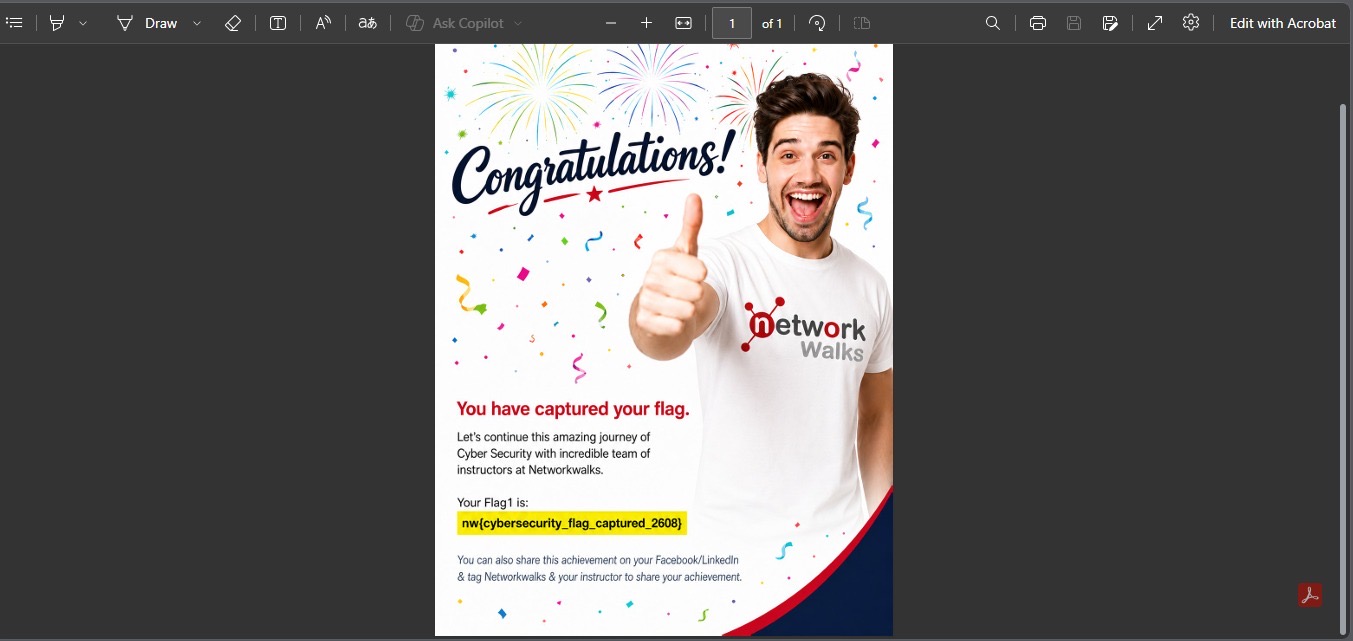 Draw
Ask Copilot
1 of 1
Edit with Acrobat
Congratulations!
network
Walks
You have captured your flag.
Let's continue this amazing journey of
Cyber Security with incredible team of
instructors at Networkwalks.
Your Flag1 is:
nw{cybersecurity_flag_captured_2608}
You can also share this achievement on your Facebook/LinkedIn
& tag Networkwalks & your instructor to share your achievement.